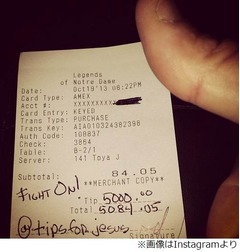 Legends
of Notre Dame
Date: Oct19'13 08:22PM
Card Type: AMEX
Acct #: XXXXXXXXXXX
Card Entry: KEYED
Trans Type: PURCHASE
Trans Key: AIA010324382398
Auth Code: 108837
Check: 3864
Table: B-2/1
Server: 141 Toya J
Subtotal: 84.05
FIGHT ON!
**MERCHANT COPY**
Tip 5000.00
Total 5084.05
@tipsforjesus
Signature
※画像はInstagramより